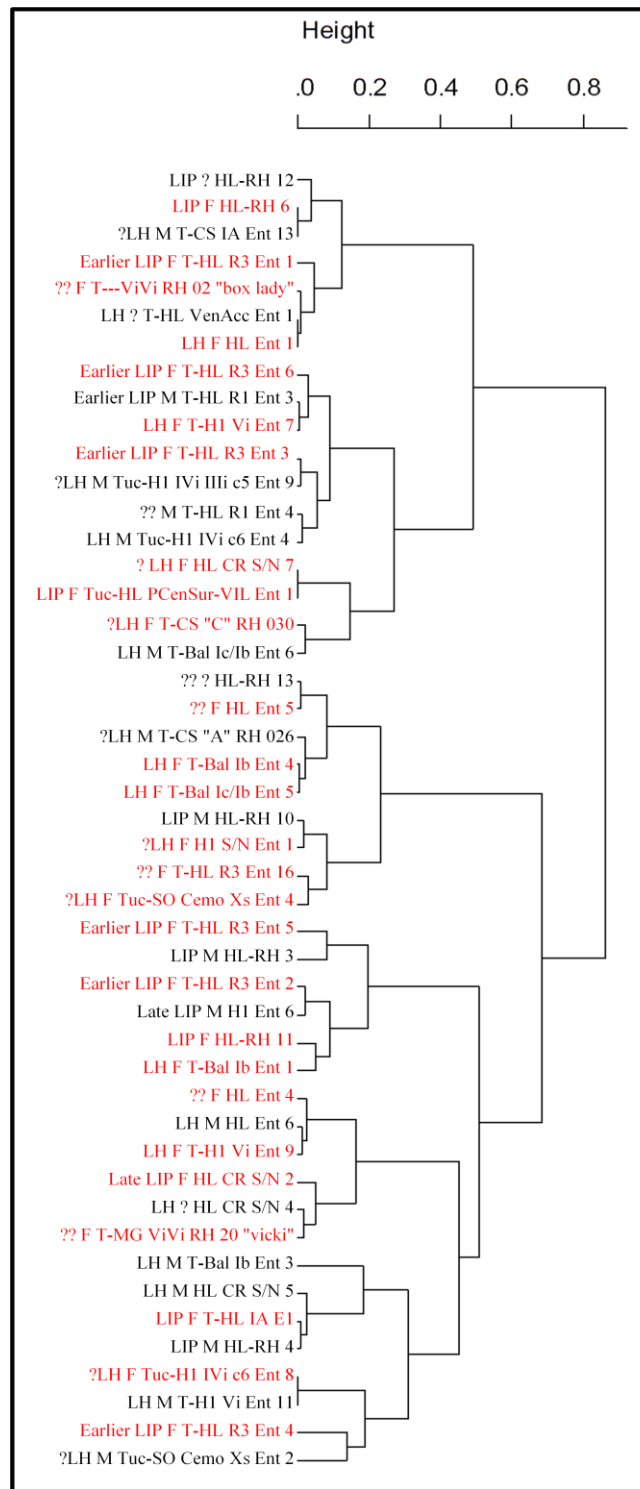 Height
.0 0.2 0.4 0.6 0.8
LIP ? HL-RH 12
LIP F HL-RH 6
?LH M T-CS IA Ent 13
Earlier LIP F T-HL R3 Ent 1
?? F T---ViVi RH 02 "box lady"
LH ? T-HL VenAcc Ent 1
LH F HL Ent 1
Earlier LIP F T-HL R3 Ent 6
Earlier LIP M T-HL R1 Ent 3
LH F T-H1 Vi Ent 7
Earlier LIP F T-HL R3 Ent 3
?LH M Tuc-H1 IVi IIIi c5 Ent 9
?? M T-HL R1 Ent 4
LH M Tuc-H1 IVi c6 Ent 4
? LH F HL CR S/N 7
LIP F Tuc-HL PCenSur-VIL Ent 1
?LH F T-CS "C" RH 030
LH M T-Bal Ic/Ib Ent 6
?? ? HL-RH 13
?? F HL Ent 5
?LH M T-CS "A" RH 026
LH F T-Bal Ib Ent 4
LH F T-Bal Ic/Ib Ent 5
LIP M HL-RH 10
?LH F H1 S/N Ent 1
?? F T-HL R3 Ent 16
?LH F Tuc-SO Cemo Xs Ent 4
Earlier LIP F T-HL R3 Ent 5
LIP M HL-RH 3
Earlier LIP F T-HL R3 Ent 2
Late LIP M H1 Ent 6
LIP F HL-RH 11
LH F T-Bal Ib Ent 1
?? F HL Ent 4
LH M HL Ent 6
LH F T-H1 Vi Ent 9
Late LIP F HL CR S/N 2
LH ? HL CR S/N 4
?? F T-MG ViVi RH 20 "vicki"
LH M T-Bal Ib Ent 3
LH M HL CR S/N 5
LIP F T-HL IA E1
LIP M HL-RH 4
?LH F Tuc-H1 IVi c6 Ent 8
LH M T-H1 Vi Ent 11
Earlier LIP F T-HL R3 Ent 4
?LH M Tuc-SO Cemo Xs Ent 2